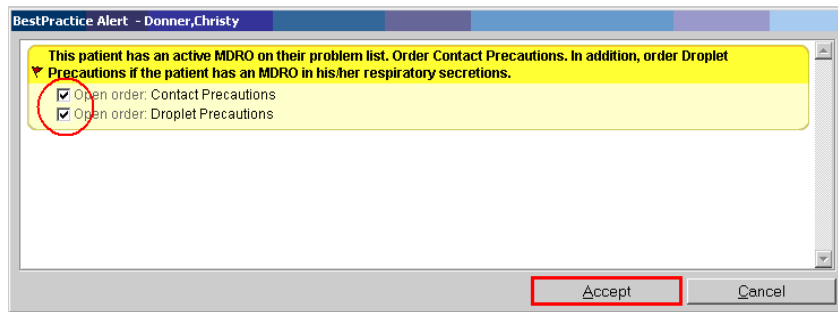 BestPractice Alert - Donner,Christy
This patient has an active MDRO on their problem list. Order Contact Precautions. In addition, order Droplet
Precautions if the patient has an MDRO in his/her respiratory secretions.
Open order: Contact Precautions
Open order: Droplet Precautions
Accept Cancel